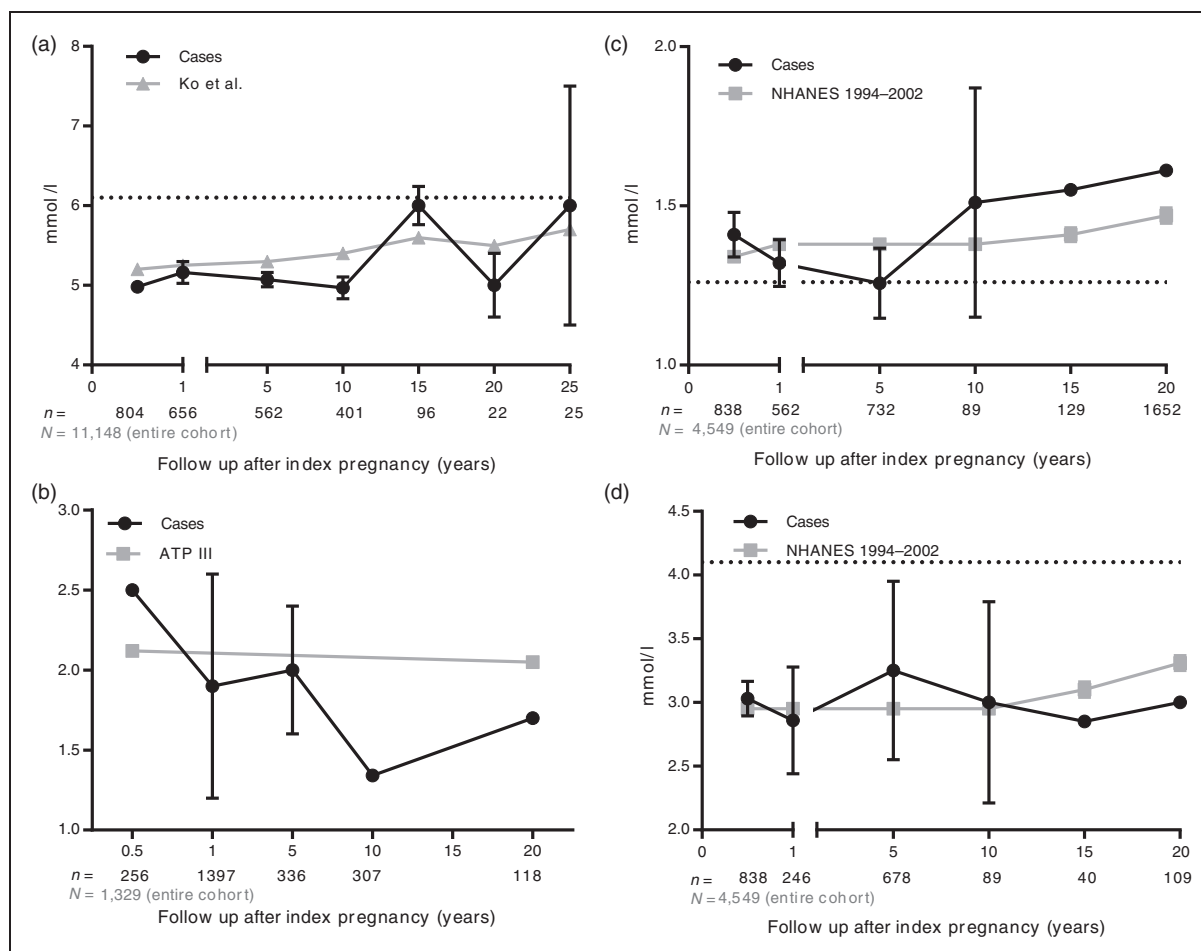 (a)
8
7
6
5
4
mmol/l
Cases
Ko et al.
0 1 5 10 15 20 25
n = 804 656 562 401 96 22 25
N = 11,148 (entire cohort)
Follow up after index pregnancy (years)
(c)
2.0
1.5
1.0
mmol/l
Cases
NHANES 1994–2002
0 1 5 10 15 20
n = 838 562 732 89 129 1652
N = 4,549 (entire cohort)
Follow up after index pregnancy (years)
(b)
3.0
2.5
2.0
1.5
1.0
Cases
ATP III
0.5 1 5 10 15 20
n = 256 1397 336 307 118
N = 1,329 (entire cohort)
Follow up after index pregnancy (years)
(d)
4.5
4.0
3.5
3.0
2.5
2.0
mmol/l
Cases
NHANES 1994–2002
0 1 5 10 15 20
n = 838 246 678 89 40 109
N = 4,549 (entire cohort)
Follow up after index pregnancy (years)